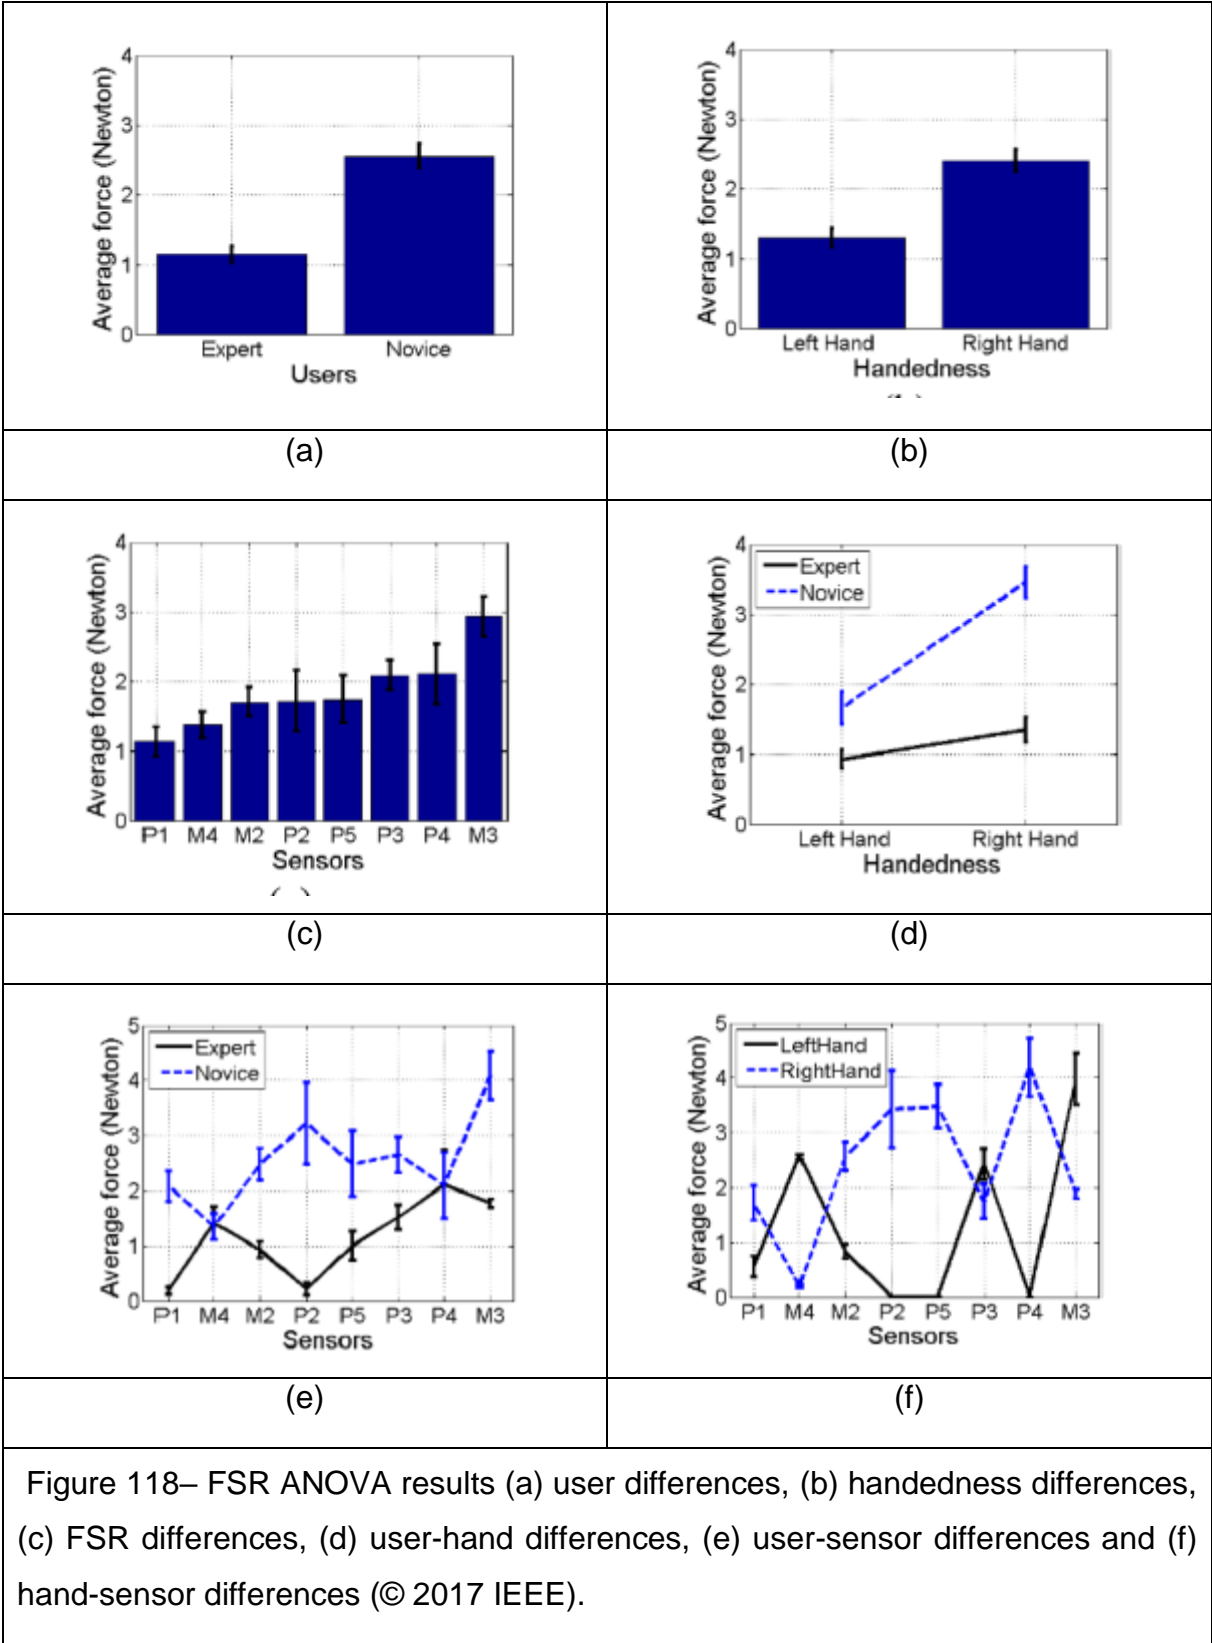 4
3
2
1
0
Average force (Newton)
Expert Novice
Users
4
3
2
1
0
Average force (Newton)
Left Hand Right Hand
Handedness
(a) (b)
4
3
2
1
0
Average force (Newton)
P1 M4 M2 P2 P5 P3 P4 M3
Sensors
4
3
2
1
0
Average force (Newton)
Expert
Novice
Left Hand Right Hand
Handedness
(c) (d)
5
4
3
2
1
0
Average force (Newton)
Expert
Novice
P1 M4 M2 P2 P5 P3 P4 M3
Sensors
5
4
3
2
1
0
Average force (Newton)
LeftHand
RightHand
P1 M4 M2 P2 P5 P3 P4 M3
Sensors
(e) (f)
Figure 118– FSR ANOVA results (a) user differences, (b) handedness differences,
(c) FSR differences, (d) user-hand differences, (e) user-sensor differences and (f)
hand-sensor differences (© 2017 IEEE).